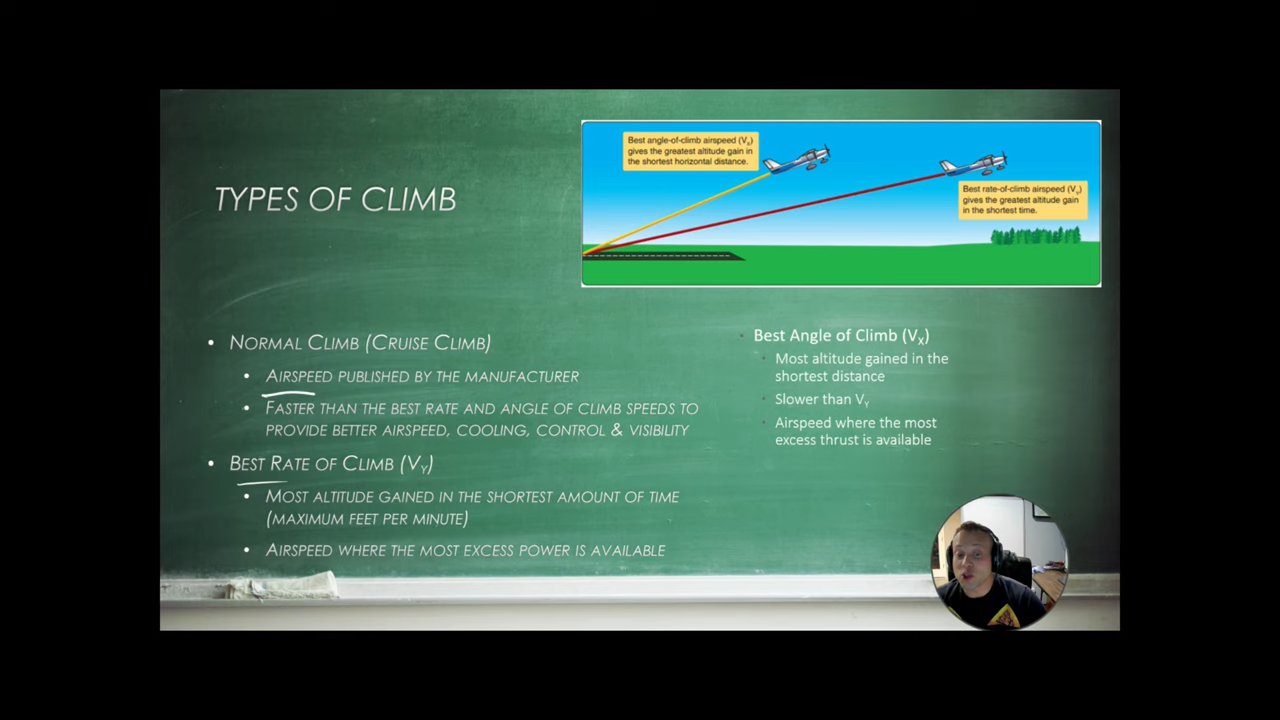 Best angle-of-climb airspeed (VX)
gives the greatest altitude gain in
the shortest horizontal distance.
Best rate-of-climb airspeed (VY)
gives the greatest altitude gain
in the shortest time.
TYPES OF CLIMB
• NORMAL CLIMB (CRUISE CLIMB)
• AIRSPEED PUBLISHED BY THE MANUFACTURER
• FASTER THAN THE BEST RATE AND ANGLE OF CLIMB SPEEDS TO
PROVIDE BETTER AIRSPEED, COOLING, CONTROL & VISIBILITY
• BEST RATE OF CLIMB (VY)
• MOST ALTITUDE GAINED IN THE SHORTEST AMOUNT OF TIME
(MAXIMUM FEET PER MINUTE)
• AIRSPEED WHERE THE MOST EXCESS POWER IS AVAILABLE
• Best Angle of Climb (VX)
• Most altitude gained in the
shortest distance
• Slower than VY
• Airspeed where the most
excess thrust is available